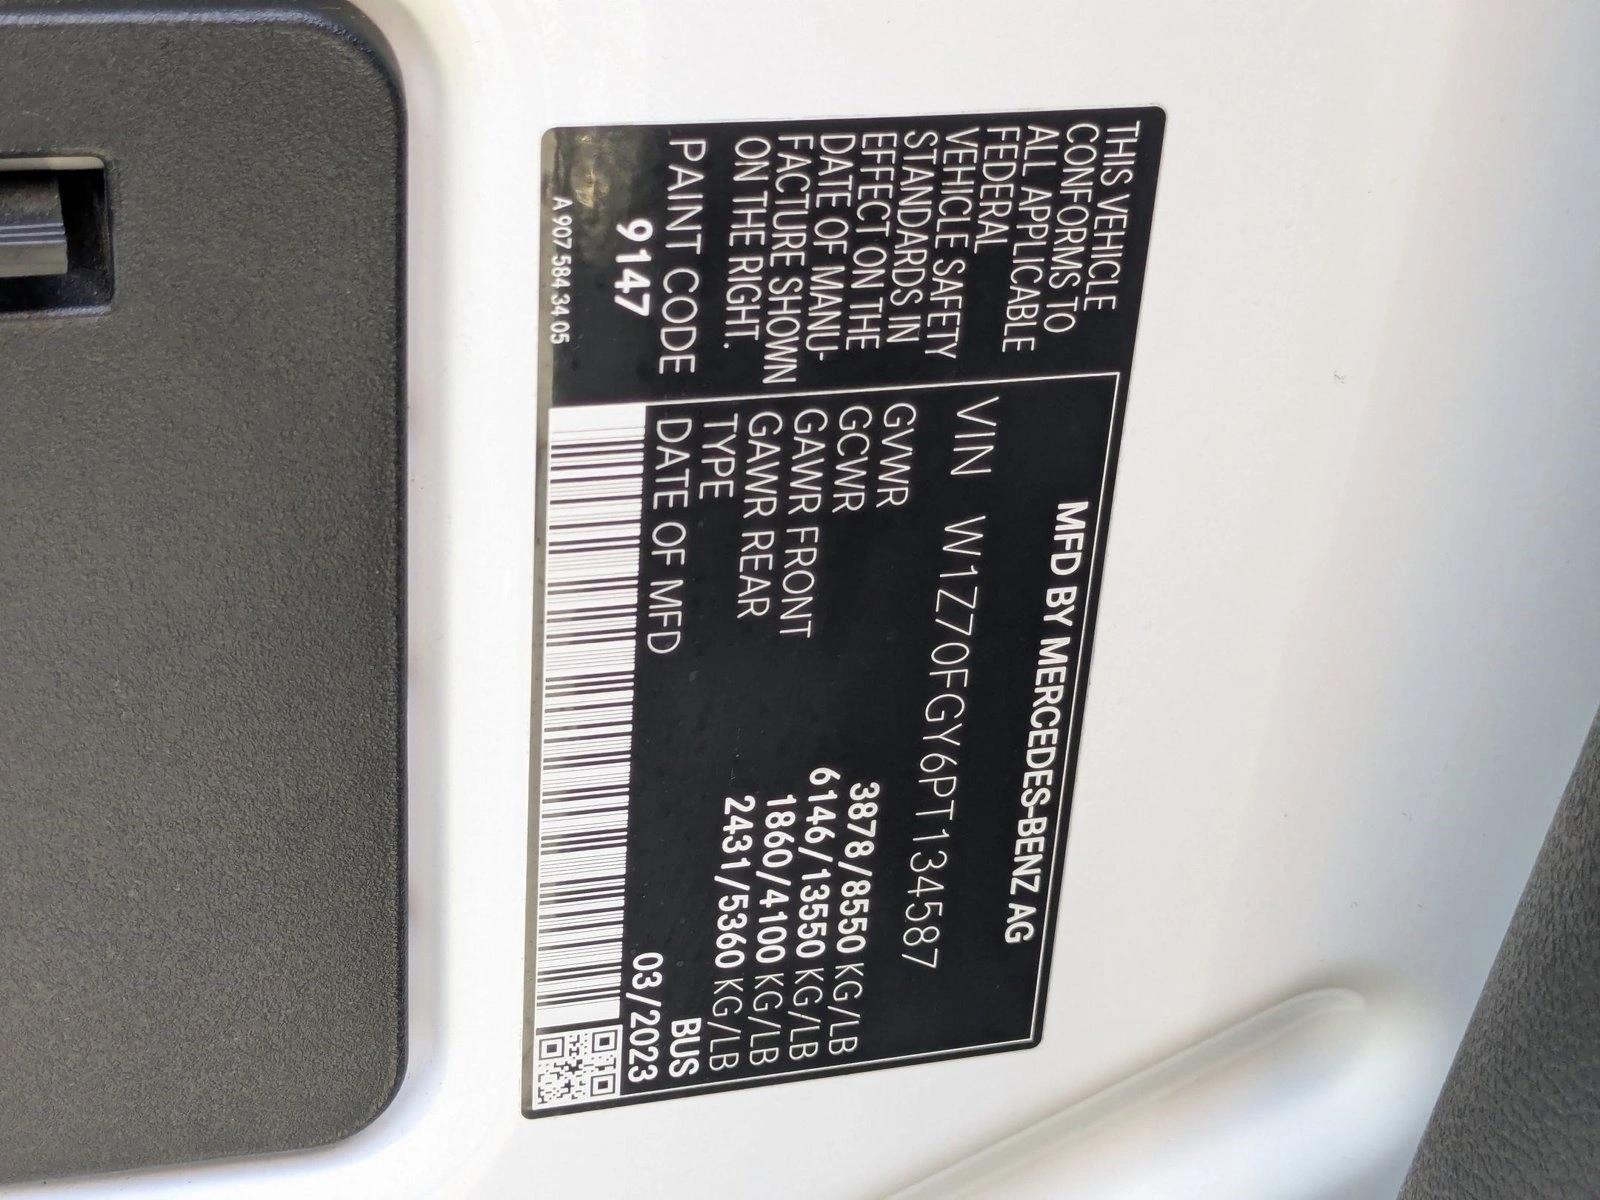 THIS VEHICLE
CONFORMS TO
ALL APPLICABLE
FEDERAL
VEHICLE SAFETY
STANDARDS IN
EFFECT ON THE
DATE OF MANU-
FACTURE SHOWN
ON THE RIGHT.
PAINT CODE
9147
A 907 584 34 05
MFD BY MERCEDES-BENZ AG
VIN W1Z70FGY6PT134587
GVWR 3878/8550 KG/LB
GCWR 6146/13550 KG/LB
GAWR FRONT 1860/4100 KG/LB
GAWR REAR 2431/5360 KG/LB
TYPE BUS
DATE OF MFD 03/2023